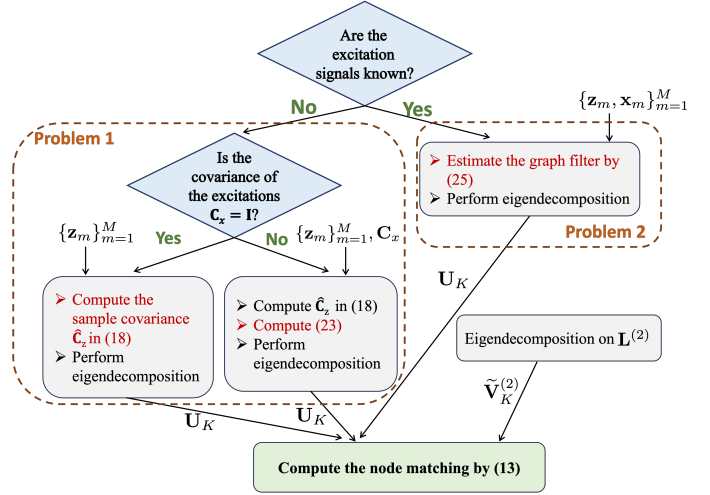 Are the
excitation
signals known?
No
Yes
{z_m, x_m}_{m=1}^M
Problem 1
Is the
covariance of
the excitations
C_x = I?
➢ Estimate the graph filter by
(25)
➢ Perform eigendecomposition
Problem 2
{z_m}_{m=1}^M
Yes
No
{z_m}_{m=1}^M, C_x
➢ Compute the
sample covariance
Ĉ_z in (18)
➢ Perform
eigendecomposition
➢ Compute Ĉ_z in (18)
➢ Compute (23)
➢ Perform
eigendecomposition
U_K
Eigendecomposition on L^(2)
Ṽ_K^(2)
U_K
U_K
Compute the node matching by (13)